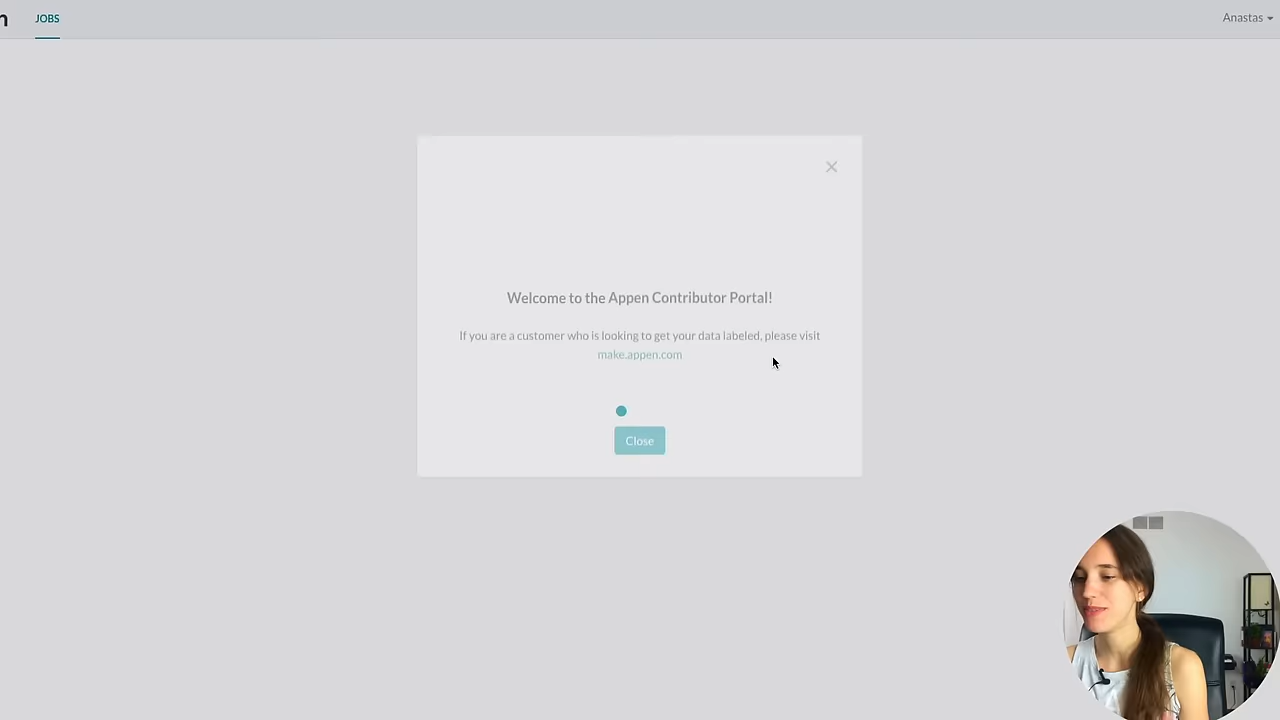 n
JOBS
Anastas
Welcome to the Appen Contributor Portal!
If you are a customer who is looking to get your data labeled, please visit
make.appen.com
Close